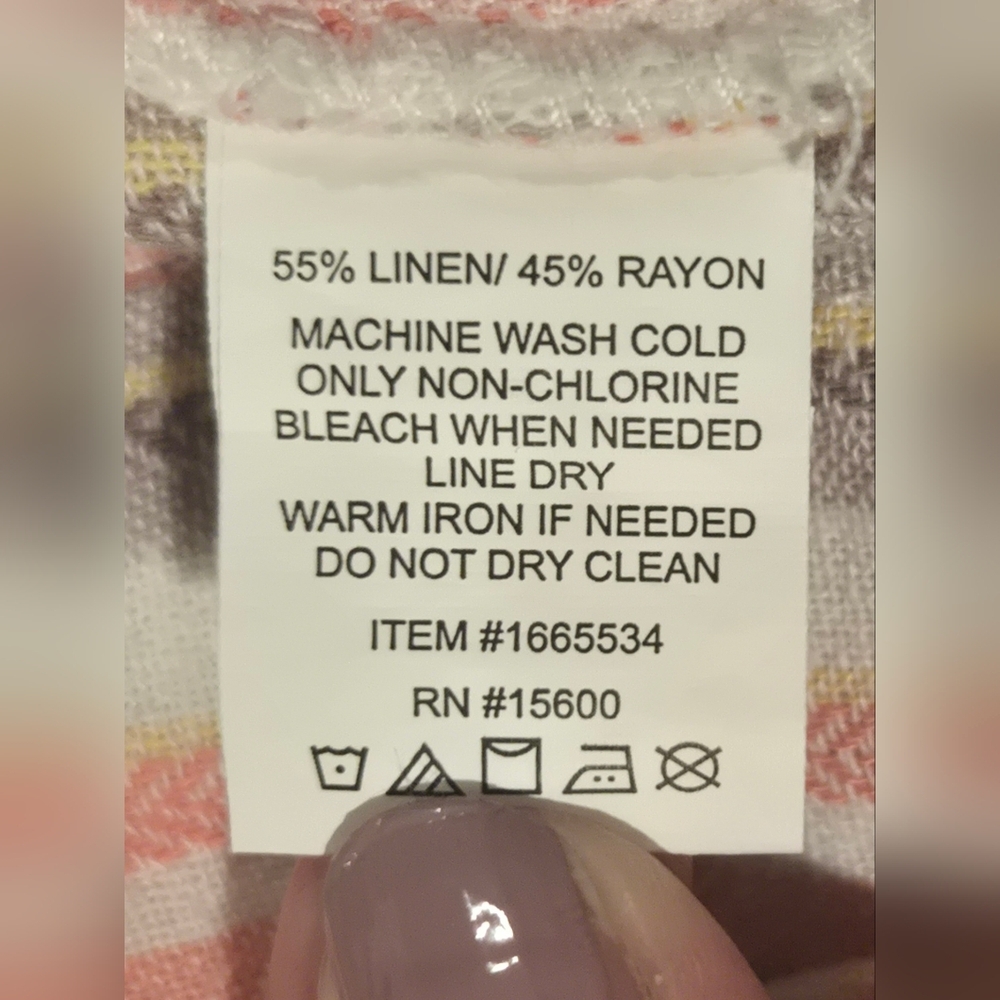 55% LINEN/ 45% RAYON
MACHINE WASH COLD
ONLY NON-CHLORINE
BLEACH WHEN NEEDED
LINE DRY
WARM IRON IF NEEDED
DO NOT DRY CLEAN
ITEM #1665534
RN #15600